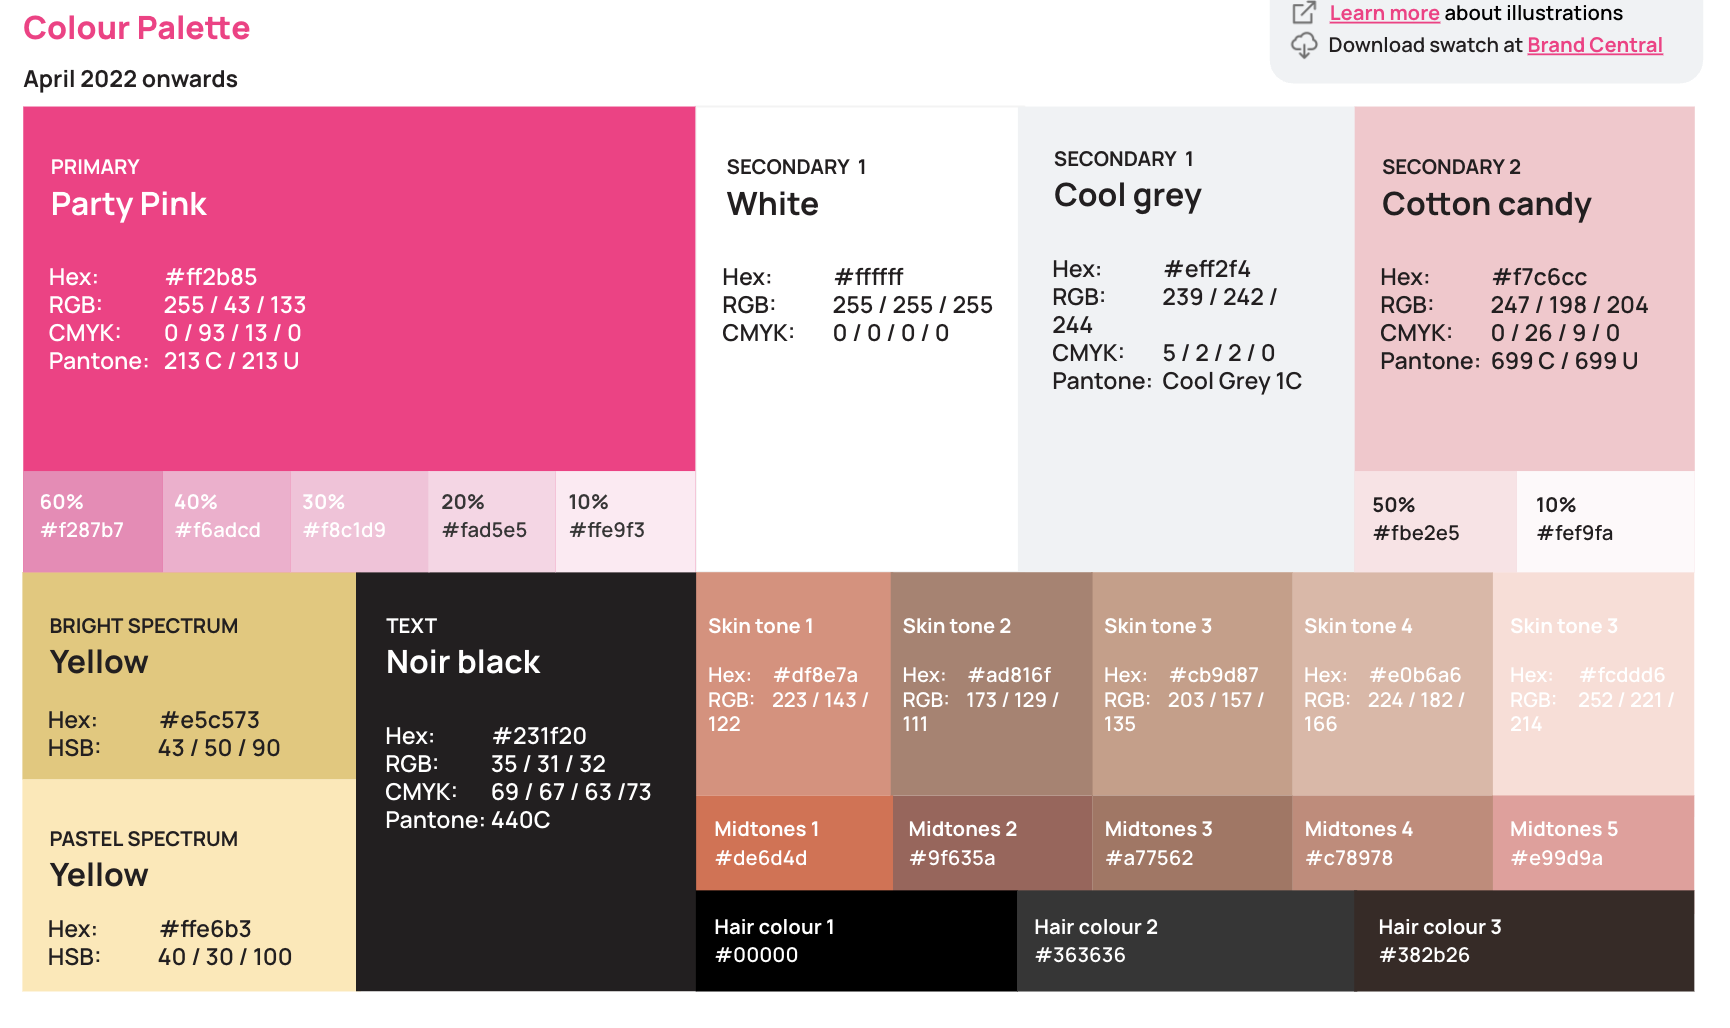 Colour Palette
Learn more about illustrations
Download swatch at Brand Central
April 2022 onwards
PRIMARY
Party Pink
Hex: #ff2b85
RGB: 255 / 43 / 133
CMYK: 0 / 93 / 13 / 0
Pantone: 213 C / 213 U
SECONDARY 1
White
Hex: #ffffff
RGB: 255 / 255 / 255
CMYK: 0 / 0 / 0 / 0
SECONDARY 1
Cool grey
Hex: #eff2f4
RGB: 239 / 242 /
244
CMYK: 5 / 2 / 2 / 0
Pantone: Cool Grey 1C
SECONDARY 2
Cotton candy
Hex: #f7c6cc
RGB: 247 / 198 / 204
CMYK: 0 / 26 / 9 / 0
Pantone: 699 C / 699 U
60%
#f287b7
40%
#f6adcd
30%
#f8c1d9
20%
#fad5e5
10%
#ffe9f3
50%
#fbe2e5
10%
#fef9fa
BRIGHT SPECTRUM
Yellow
Hex: #e5c573
HSB: 43 / 50 / 90
PASTEL SPECTRUM
Yellow
Hex: #ffe6b3
HSB: 40 / 30 / 100
TEXT
Noir black
Hex: #231f20
RGB: 35 / 31 / 32
CMYK: 69 / 67 / 63 /73
Pantone: 440C
Skin tone 1
Hex: #df8e7a
RGB: 223 / 143 /
122
Skin tone 2
Hex: #ad816f
RGB: 173 / 129 /
111
Skin tone 3
Hex: #cb9d87
RGB: 203 / 157 /
135
Skin tone 4
Hex: #e0b6a6
RGB: 224 / 182 /
166
Skin tone 3
Hex: #fcddd6
RGB: 252 / 221 /
214
Midtones 1
#de6d4d
Midtones 2
#9f635a
Midtones 3
#a77562
Midtones 4
#c78978
Midtones 5
#e99d9a
Hair colour 1
#00000
Hair colour 2
#363636
Hair colour 3
#382b26